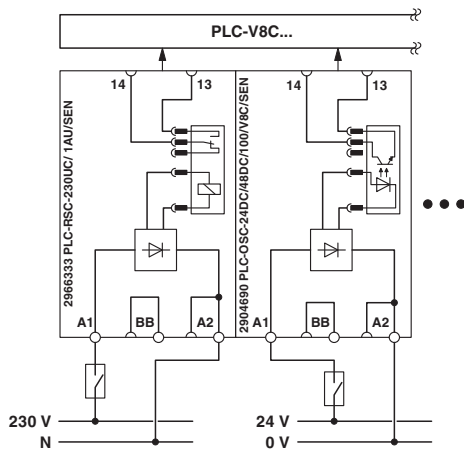 PLC-V8C...
14 13
14 13
2966333 PLC-RSC-230UC/ 1AU/SEN
2904690 PLC-OSC-24DC/48DC/100/V8C/SEN
A1 BB A2
A1 BB A2
230 V
N
24 V
0 V